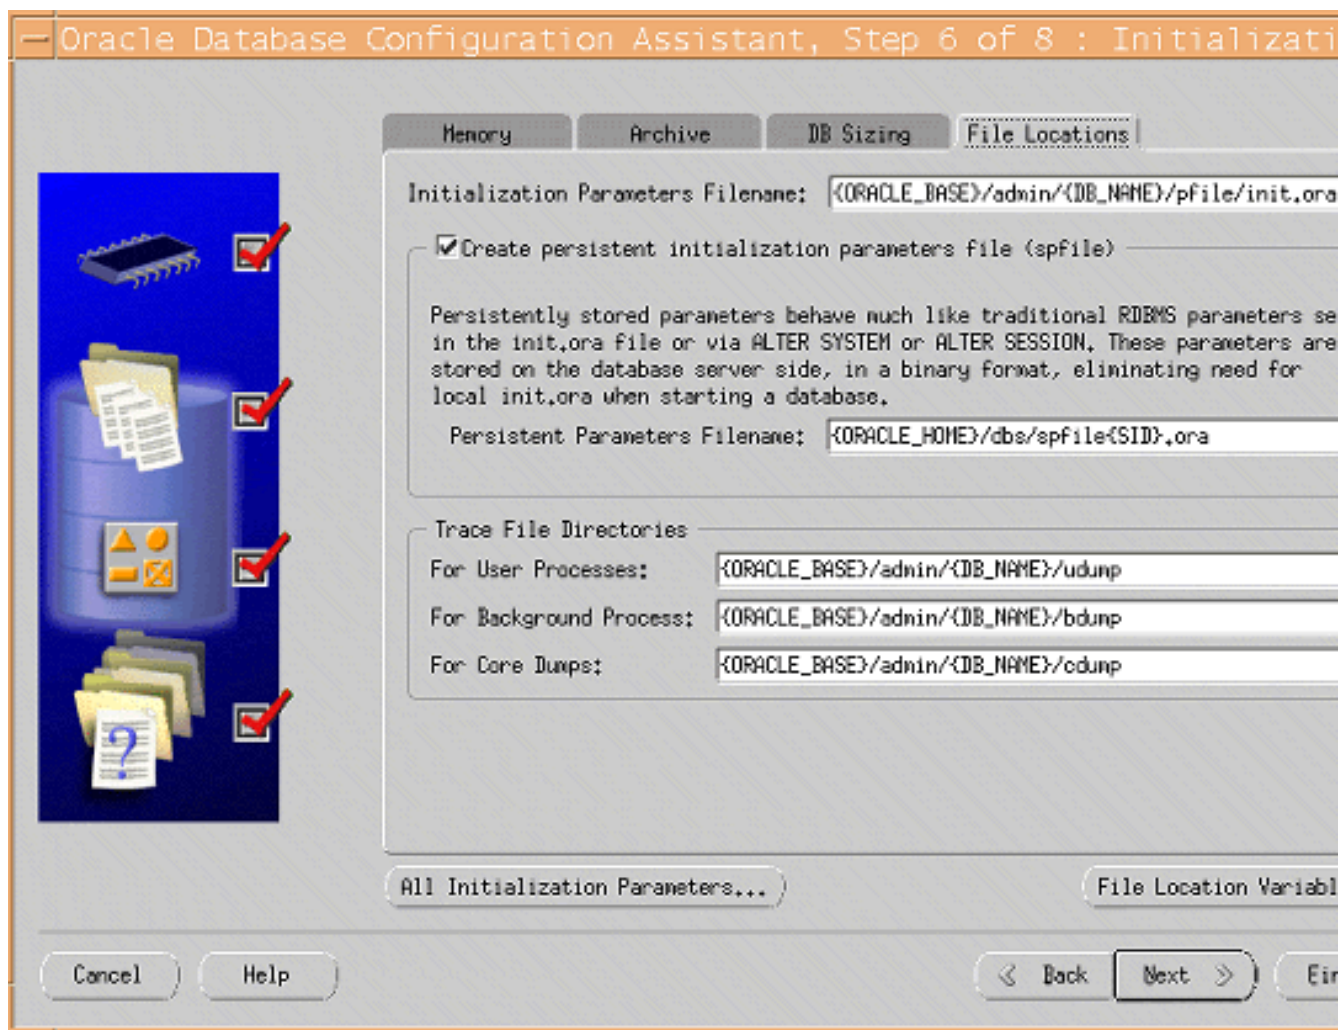 Oracle Database Configuration Assistant, Step 6 of 8 : Initializati
Memory
Archive
DB Sizing
File Locations
Initialization Parameters Filename: {ORACLE_BASE}/admin/{DB_NAME}/pfile/init.ora
Create persistent initialization parameters file (spfile)
Persistently stored parameters behave much like traditional RDBMS parameters se
in the init.ora file or via ALTER SYSTEM or ALTER SESSION. These parameters are
stored on the database server side, in a binary format, eliminating need for
local init.ora when starting a database.
Persistent Parameters Filename: {ORACLE_HOME}/dbs/spfile{SID}.ora
Trace File Directories
For User Processes: {ORACLE_BASE}/admin/{DB_NAME}/udump
For Background Process: {ORACLE_BASE}/admin/{DB_NAME}/bdump
For Core Dumps: {ORACLE_BASE}/admin/{DB_NAME}/cdump
?
All Initialization Parameters...
File Location Variabl
Cancel
Help
Back
Next